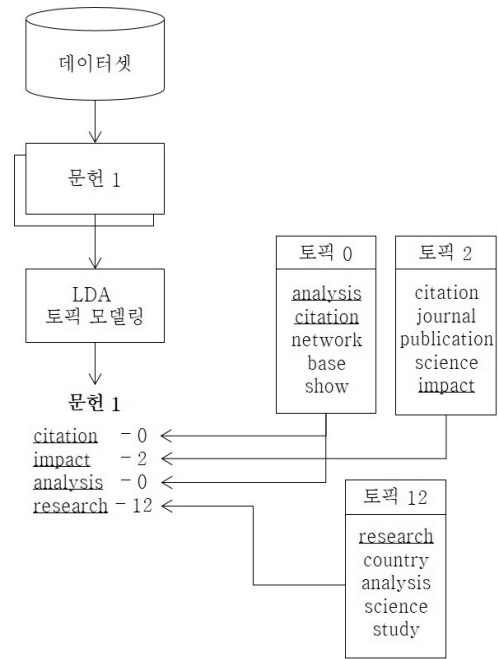 데이터셋
문헌 1
LDA
토픽 모델링
문헌 1
citation - 0
impact - 2
analysis - 0
research - 12
토픽 0
analysis
citation
network
base
show
토픽 2
citation
journal
publication
science
impact
토픽 12
research
country
analysis
science
study